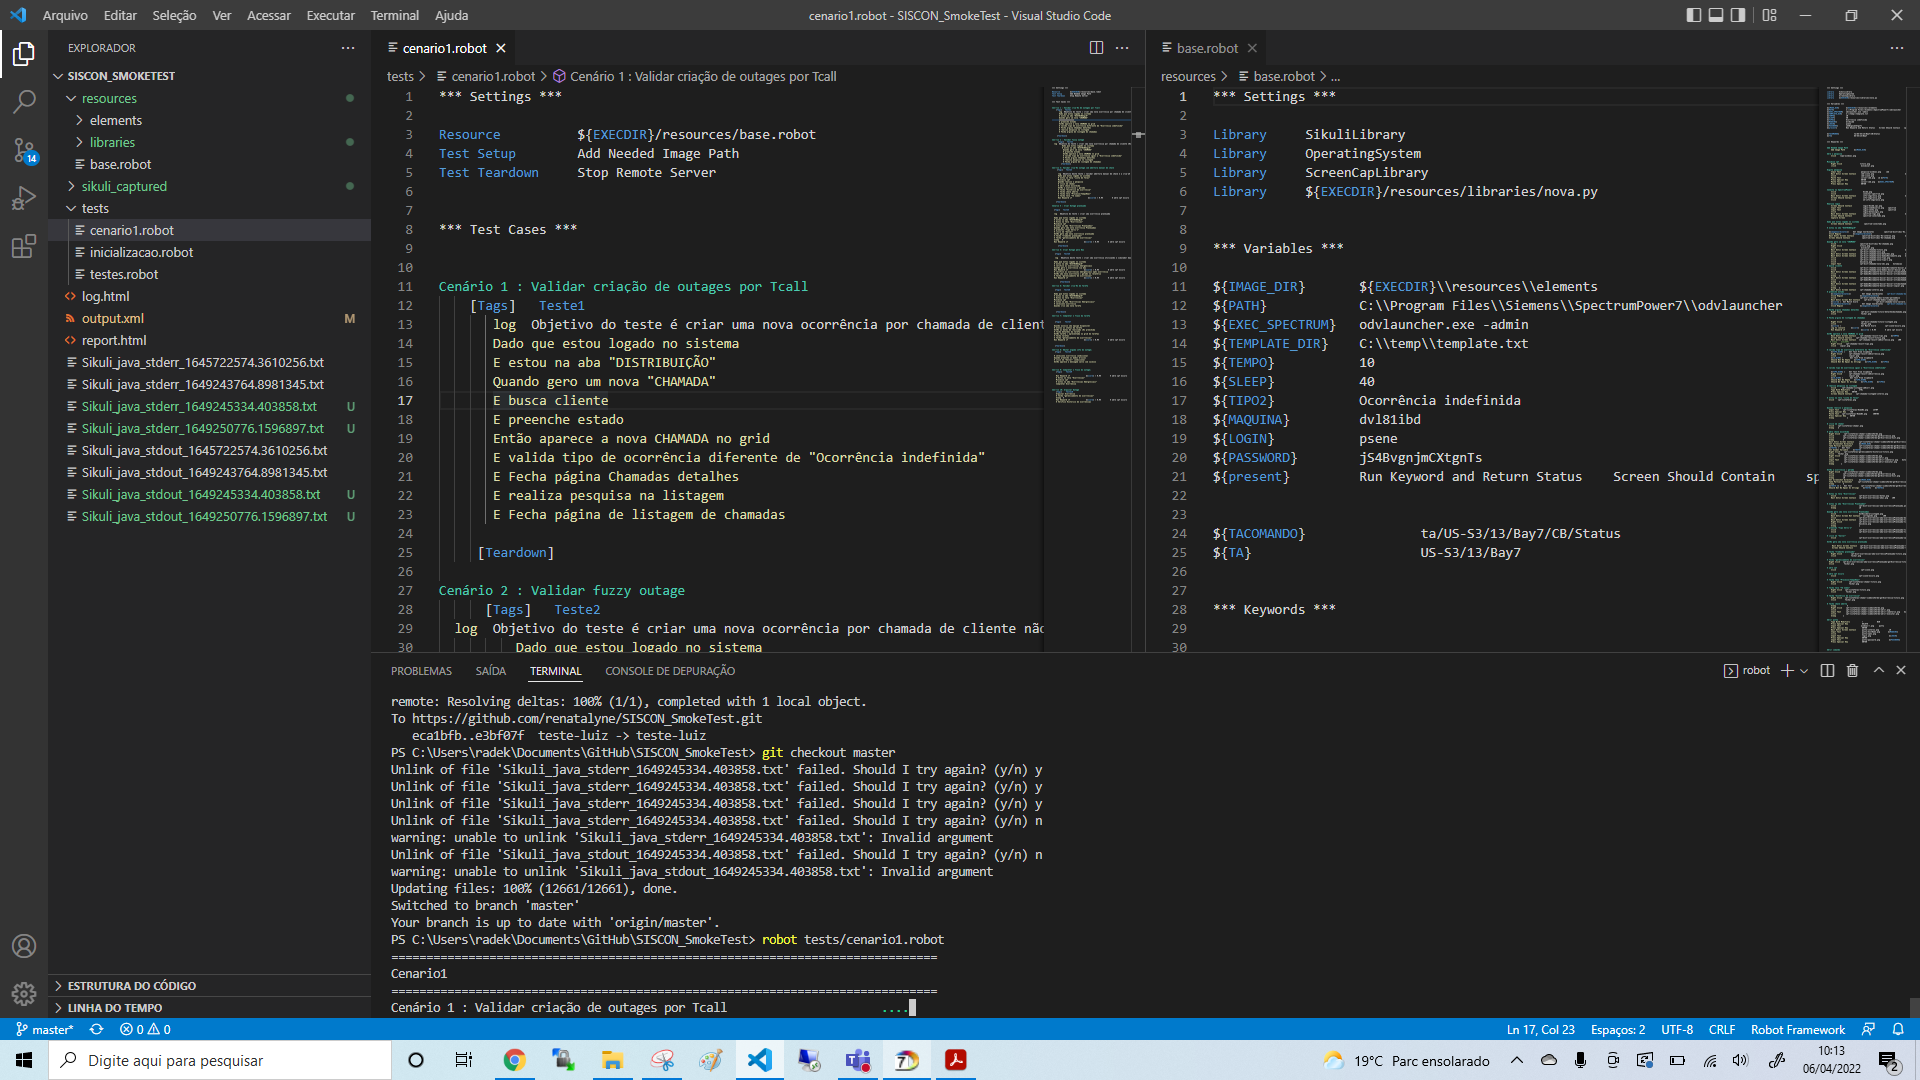 Arquivo Editar Seleção Ver Acessar Executar Terminal Ajuda
cenario1.robot - SISCON_SmokeTest - Visual Studio Code
EXPLORADOR
SISCON_SMOKETEST
resources
elements
libraries
base.robot
sikuli_captured
tests
cenario1.robot
inicializacao.robot
testes.robot
log.html
output.xml M
report.html
Sikuli_java_stderr_1645722574.3610256.txt
Sikuli_java_stderr_1649243764.8981345.txt
Sikuli_java_stderr_1649245334.403858.txt U
Sikuli_java_stderr_1649250776.1596897.txt U
Sikuli_java_stdout_1645722574.3610256.txt
Sikuli_java_stdout_1649243764.8981345.txt
Sikuli_java_stdout_1649245334.403858.txt U
Sikuli_java_stdout_1649250776.1596897.txt U
ESTRUTURA DO CÓDIGO
LINHA DO TEMPO
14
cenario1.robot
tests > cenario1.robot > Cenário 1 : Validar criação de outages por Tcall
1 *** Settings ***
2
3 Resource ${EXECDIR}/resources/base.robot
4 Test Setup Add Needed Image Path
5 Test Teardown Stop Remote Server
6
7
8 *** Test Cases ***
9
10
11 Cenário 1 : Validar criação de outages por Tcall
12 [Tags] Teste1
13 log Objetivo do teste é criar uma nova ocorrência por chamada de client
14 Dado que estou logado no sistema
15 E estou na aba "DISTRIBUIÇÃO"
16 Quando gero um nova "CHAMADA"
17 E busca cliente
18 E preenche estado
19 Então aparece a nova CHAMADA no grid
20 E valida tipo de ocorrência diferente de "Ocorrência indefinida"
21 E Fecha página Chamadas detalhes
22 E realiza pesquisa na listagem
23 E Fecha página de listagem de chamadas
24
25 [Teardown]
26
27 Cenário 2 : Validar fuzzy outage
28 [Tags] Teste2
29 log Objetivo do teste é criar uma nova ocorrência por chamada de cliente não
30 Dado que estou logado no sistema
base.robot
resources > base.robot > ...
1 *** Settings ***
2
3 Library SikuliLibrary
4 Library OperatingSystem
5 Library ScreenCapLibrary
6 Library ${EXECDIR}/resources/libraries/nova.py
7
8
9 *** Variables ***
10
11 ${IMAGE_DIR} ${EXECDIR}\\resources\\elements
12 ${PATH} C:\\Program Files\\Siemens\\SpectrumPower7\\odvlauncher
13 ${EXEC_SPECTRUM} odvlauncher.exe -admin
14 ${TEMPLATE_DIR} C:\\temp\\template.txt
15 ${TEMPO} 10
16 ${SLEEP} 40
17 ${TIPO2} Ocorrência indefinida
18 ${MAQUINA} dvl81ibd
19 ${LOGIN} psene
20 ${PASSWORD} jS4BvgnjmCXtgnTs
21 ${present} Run Keyword and Return Status Screen Should Contain sp
22
23
24 ${TACOMANDO} ta/US-S3/13/Bay7/CB/Status
25 ${TA} US-S3/13/Bay7
26
27
28 *** Keywords ***
29
30
PROBLEMAS SAÍDA TERMINAL CONSOLE DE DEPURAÇÃO
robot
remote: Resolving deltas: 100% (1/1), completed with 1 local object.
To https://github.com/renatalyne/SISCON_SmokeTest.git
eca1bfb..e3bf07f teste-luiz -> teste-luiz
PS C:\Users\radek\Documents\GitHub\SISCON_SmokeTest> git checkout master
Unlink of file 'Sikuli_java_stderr_1649245334.403858.txt' failed. Should I try again? (y/n) y
Unlink of file 'Sikuli_java_stderr_1649245334.403858.txt' failed. Should I try again? (y/n) y
Unlink of file 'Sikuli_java_stderr_1649245334.403858.txt' failed. Should I try again? (y/n) y
Unlink of file 'Sikuli_java_stderr_1649245334.403858.txt' failed. Should I try again? (y/n) n
warning: unable to unlink 'Sikuli_java_stderr_1649245334.403858.txt': Invalid argument
Unlink of file 'Sikuli_java_stdout_1649245334.403858.txt' failed. Should I try again? (y/n) n
warning: unable to unlink 'Sikuli_java_stdout_1649245334.403858.txt': Invalid argument
Updating files: 100% (12661/12661), done.
Switched to branch 'master'
Your branch is up to date with 'origin/master'.
PS C:\Users\radek\Documents\GitHub\SISCON_SmokeTest> robot tests/cenario1.robot
==============================================================================
Cenario1
==============================================================================
Cenário 1 : Validar criação de outages por Tcall ....
master* 0 0
Ln 17, Col 23 Espaços: 2 UTF-8 CRLF Robot Framework
Digite aqui para pesquisar
7
19°C Parc ensolarado
10:13
06/04/2022
2